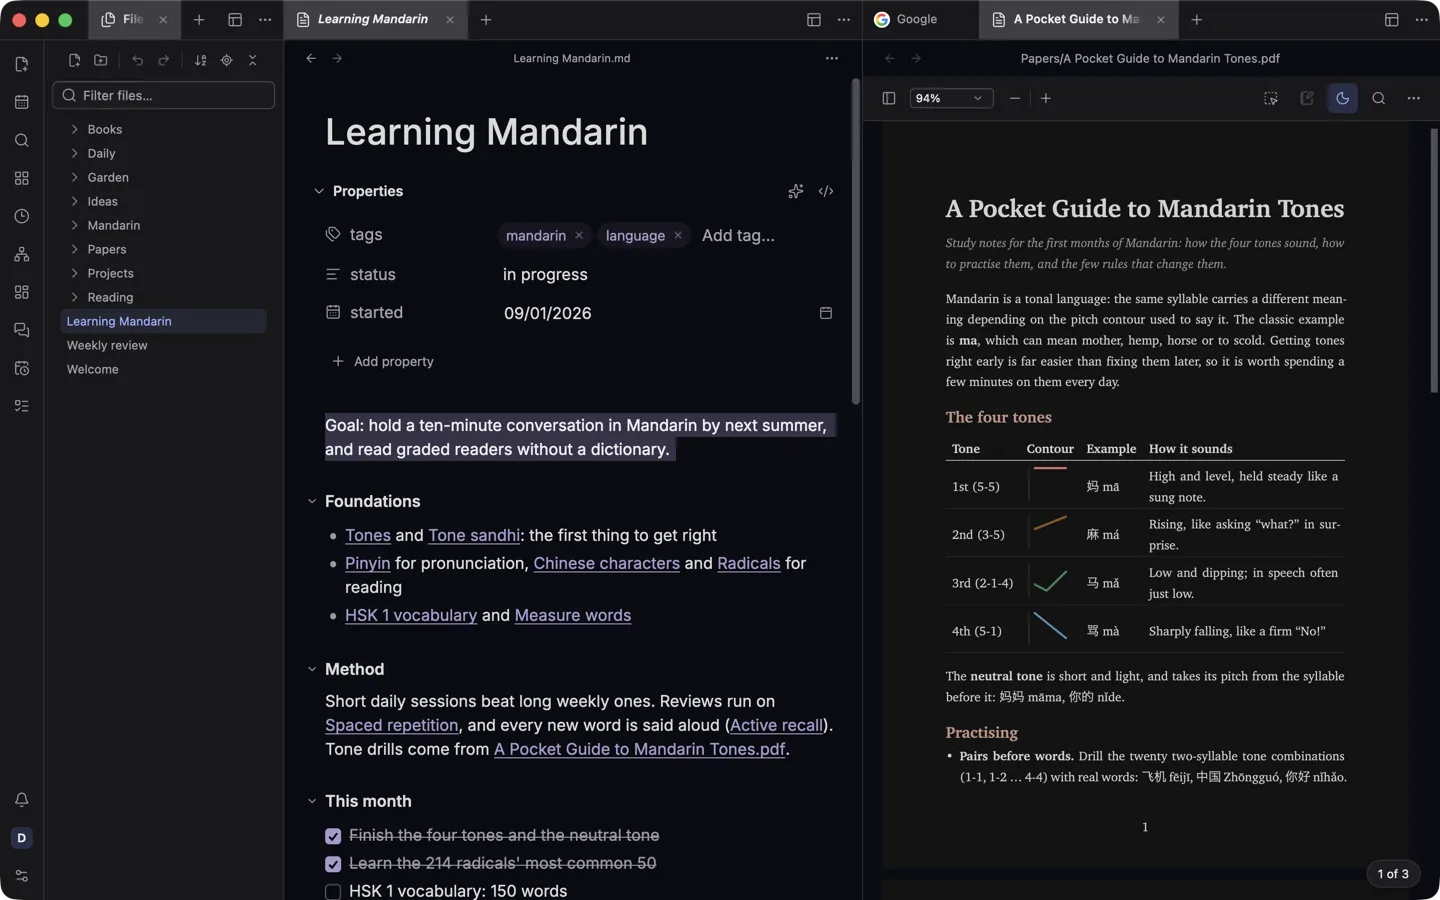 File
Learning Mandarin
Google
A Pocket Guide to Ma
Filter files...
Books
Daily
Garden
Ideas
Mandarin
Papers
Projects
Reading
Learning Mandarin
Weekly review
Welcome
D
Learning Mandarin.md
Learning Mandarin
Properties
tags mandarin language Add tag...
status in progress
started 09/01/2026
Add property
Goal: hold a ten-minute conversation in Mandarin by next summer,
and read graded readers without a dictionary.
Foundations
• Tones and Tone sandhi: the first thing to get right
• Pinyin for pronunciation, Chinese characters and Radicals for
reading
• HSK 1 vocabulary and Measure words
Method
Short daily sessions beat long weekly ones. Reviews run on
Spaced repetition, and every new word is said aloud (Active recall).
Tone drills come from A Pocket Guide to Mandarin Tones.pdf.
This month
Finish the four tones and the neutral tone
Learn the 214 radicals' most common 50
HSK 1 vocabulary: 150 words
Papers/A Pocket Guide to Mandarin Tones.pdf
94%
A Pocket Guide to Mandarin Tones
Study notes for the first months of Mandarin: how the four tones sound, how
to practise them, and the few rules that change them.
Mandarin is a tonal language: the same syllable carries a different mean-
ing depending on the pitch contour used to say it. The classic example
is ma, which can mean mother, hemp, horse or to scold. Getting tones
right early is far easier than fixing them later, so it is worth spending a
few minutes on them every day.
The four tones
Tone Contour Example How it sounds
1st (5-5) 妈 mā High and level, held steady like a
sung note.
2nd (3-5) 麻 má Rising, like asking “what?” in sur-
prise.
3rd (2-1-4) 马 mǎ Low and dipping; in speech often
just low.
4th (5-1) 骂 mà Sharply falling, like a firm “No!”
The neutral tone is short and light, and takes its pitch from the syllable
before it: 妈妈 māma, 你的 nǐde.
Practising
• Pairs before words. Drill the twenty two-syllable tone combinations
(1-1, 1-2 … 4-4) with real words: 飞机 fēijī, 中国 Zhōngguó, 你好 nǐhǎo.
1
1 of 3